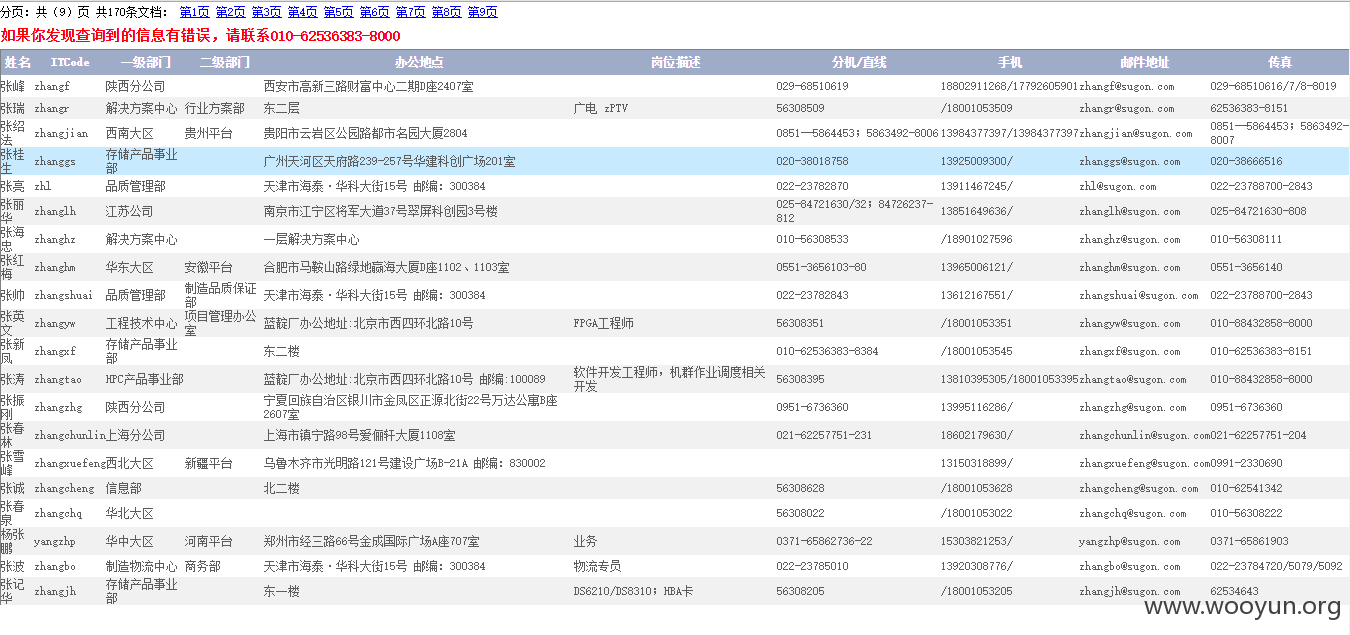 分页：共（9）页 共170条文档： 第1页 第2页 第3页 第4页 第5页 第6页 第7页 第8页 第9页
如果你发现查询到的信息有错误，请联系010-62536383-8000
姓名 ITCode 一级部门 二级部门 办公地点 岗位描述 分机/直线 手机 邮件地址 传真
张峰 zhangf 陕西分公司 西安市高新三路财富中心二期D座2407室 029-68510619 18802911268/17792605901 zhangf@sugon.com 029-68510616/7/8-8019
张瑞 zhangr 解决方案中心 行业方案部 东二层 广电 zPTV 56308509 /18001053509 zhangr@sugon.com 62536383-8151
张绍法 zhangjian 西南大区 贵州平台 贵阳市云岩区公园路都市名园大厦2804 0851--5864453；5863492-8006 13984377397/13984377397 zhangjian@sugon.com 0851--5864453；5863492-8007
张桂生 zhanggs 存储产品事业部 广州天河区天府路239-257号华建科创广场201室 020-38018758 13925009300/ zhanggs@sugon.com 020-38666516
张亮 zhl 品质管理部 天津市海泰·华科大街15号 邮编：300384 022-23782870 13911467245/ zhl@sugon.com 022-23788700-2843
张丽华 zhanglh 江苏公司 南京市江宁区将军大道37号翠屏科创园3号楼 025-84721630/32；84726237-812 13851649636/ zhanglh@sugon.com 025-84721630-808
张海忠 zhanghz 解决方案中心 一层解决方案中心 010-56308533 /18901027596 zhanghz@sugon.com 010-56308111
张红梅 zhanghm 华东大区 安徽平台 合肥市马鞍山路绿地赢海大厦D座1102、1103室 0551-3656103-80 13965006121/ zhanghm@sugon.com 0551-3656140
张帅 zhangshuai 品质管理部 制造品质保证部 天津市海泰·华科大街15号 邮编：300384 022-23782843 13612167551/ zhangshuai@sugon.com 022-23788700-2843
张英文 zhangyw 工程技术中心 项目管理办公室 蓝靛厂办公地址:北京市西四环北路10号 FPGA工程师 56308351 /18001053351 zhangyw@sugon.com 010-88432858-8000
张新凤 zhangxf 存储产品事业部 东二楼 010-62536383-8384 /18001053545 zhangxf@sugon.com 010-62536383-8151
张涛 zhangtao HPC产品事业部 蓝靛厂办公地址:北京市西四环北路10号 邮编:100089 软件开发工程师，机群作业调度相关开发 56308395 13810395305/18001053395 zhangtao@sugon.com 010-88432858-8000
张振刚 zhangzhg 陕西分公司 宁夏回族自治区银川市金凤区正源北街22号万达公寓B座2607室 0951-6736360 13995116286/ zhangzhg@sugon.com 0951-6736360
张春林 zhangchunlin 上海分公司 上海市镇宁路98号爱俪轩大厦1108室 021-62257751-231 18602179630/ zhangchunlin@sugon.com 021-62257751-204
张雪峰 zhangxuefeng 西北大区 新疆平台 乌鲁木齐市光明路121号建设广场B-21A 邮编：830002 13150318899/ zhangxuefeng@sugon.com 0991-2330690
张诚 zhangcheng 信息部 北二楼 56308628 /18001053628 zhangcheng@sugon.com 010-62541342
张春泉 zhangchq 华北大区 56308022 /18001053022 zhangchq@sugon.com 010-56308222
杨张鹏 yangzhp 华中大区 河南平台 郑州市经三路66号金成国际广场A座707室 业务 0371-65862736-22 15303821253/ yangzhp@sugon.com 0371-65861903
张波 zhangbo 制造物流中心 商务部 天津市海泰·华科大街15号 邮编：300384 物流专员 022-23785010 13920308776/ zhangbo@sugon.com 022-23784720/5079/5092
张记华 zhangjh 存储产品事业部 东一楼 DS6210/DS8310；HBA卡 56308205 /18001053205 zhangjh@sugon.com 62534643
www.wooyun.org